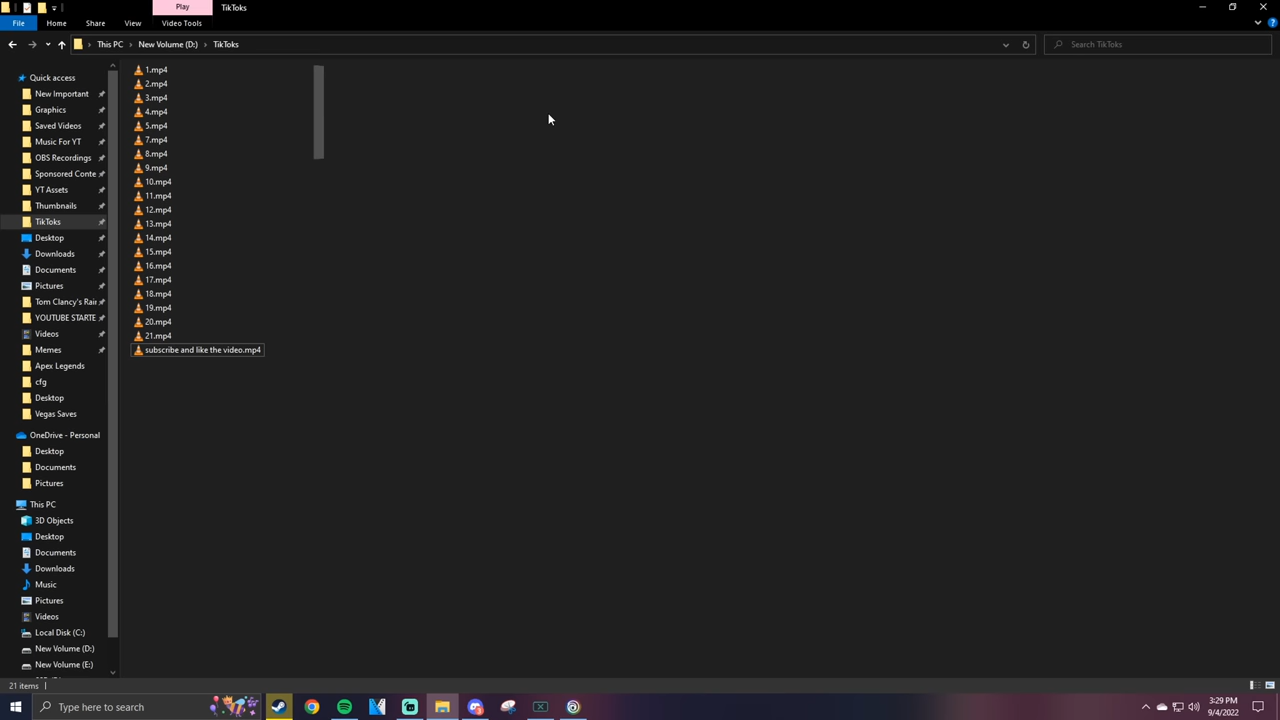 Play
TikToks
File
Home
Share
View
Video Tools
This PC
New Volume (D:)
TikToks
Search TikToks
Quick access
New Important
Graphics
Saved Videos
Music For YT
OBS Recordings
Sponsored Conte
YT Assets
Thumbnails
TikToks
Desktop
Downloads
Documents
Pictures
Tom Clancy's Rai
YOUTUBE STARTE
Videos
Memes
Apex Legends
cfg
Desktop
Vegas Saves
OneDrive - Personal
Desktop
Documents
Pictures
This PC
3D Objects
Desktop
Documents
Downloads
Music
Pictures
Videos
Local Disk (C:)
New Volume (D:)
New Volume (E:)
1.mp4
2.mp4
3.mp4
4.mp4
5.mp4
7.mp4
8.mp4
9.mp4
10.mp4
11.mp4
12.mp4
13.mp4
14.mp4
15.mp4
16.mp4
17.mp4
18.mp4
19.mp4
20.mp4
21.mp4
subscribe and like the video.mp4
21 items
Type here to search
3:29 PM
9/4/2022